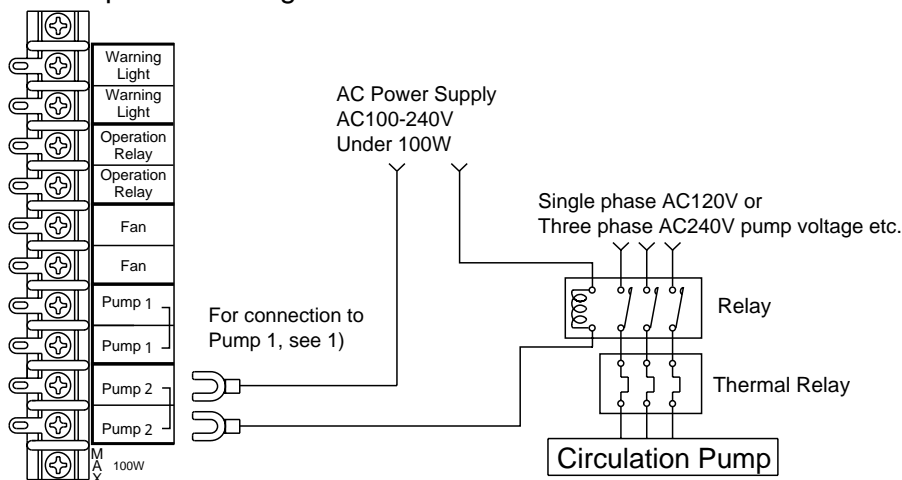 Warning
Light
Warning
Light
Operation
Relay
Operation
Relay
Fan
Fan
Pump 1
Pump 1
Pump 2
Pump 2
MAX 100W
For connection to
Pump 1, see 1)
AC Power Supply
AC100-240V
Under 100W
Single phase AC120V or
Three phase AC240V pump voltage etc.
Relay
Thermal Relay
Circulation Pump